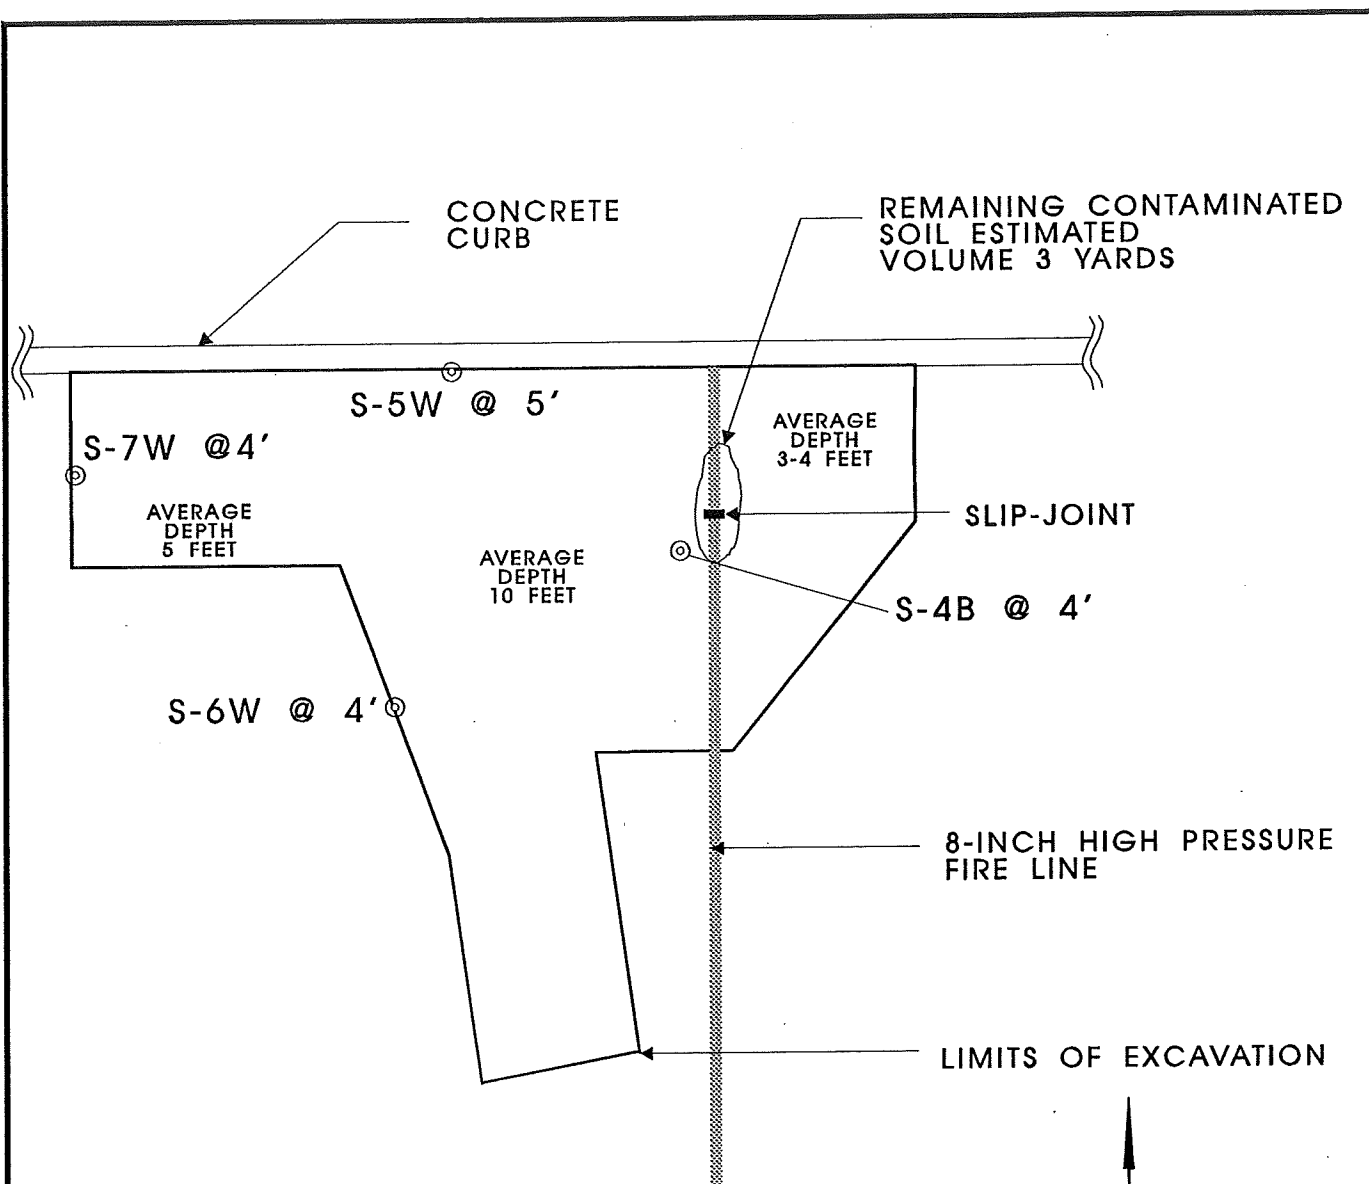 CONCRETE
CURB
REMAINING CONTAMINATED
SOIL ESTIMATED
VOLUME 3 YARDS
S-5W @ 5'
S-7W @4'
AVERAGE
DEPTH
3-4 FEET
AVERAGE
DEPTH
5 FEET
SLIP-JOINT
AVERAGE
DEPTH
10 FEET
S-4B @ 4'
S-6W @ 4'
8-INCH HIGH PRESSURE
FIRE LINE
LIMITS OF EXCAVATION